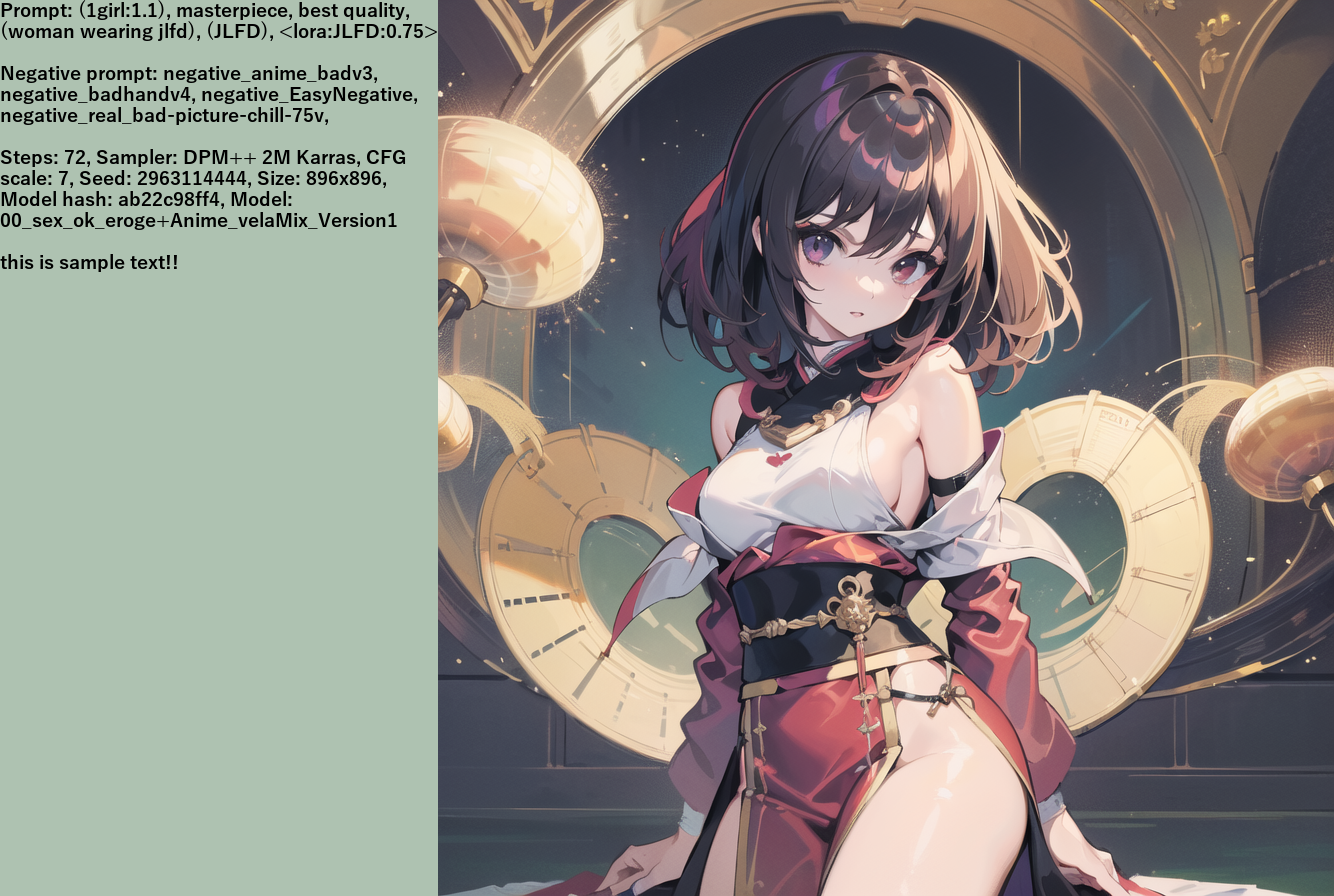 Prompt: (1girl:1.1), masterpiece, best quality,
(woman wearing jlfd), (JLFD), <lora:JLFD:0.75>
Negative prompt: negative_anime_badv3,
negative_badhandv4, negative_EasyNegative,
negative_real_bad-picture-chill-75v,
Steps: 72, Sampler: DPM++ 2M Karras, CFG
scale: 7, Seed: 2963114444, Size: 896x896,
Model hash: ab22c98ff4, Model:
00_sex_ok_eroge+Anime_velaMix_Version1
this is sample text!!